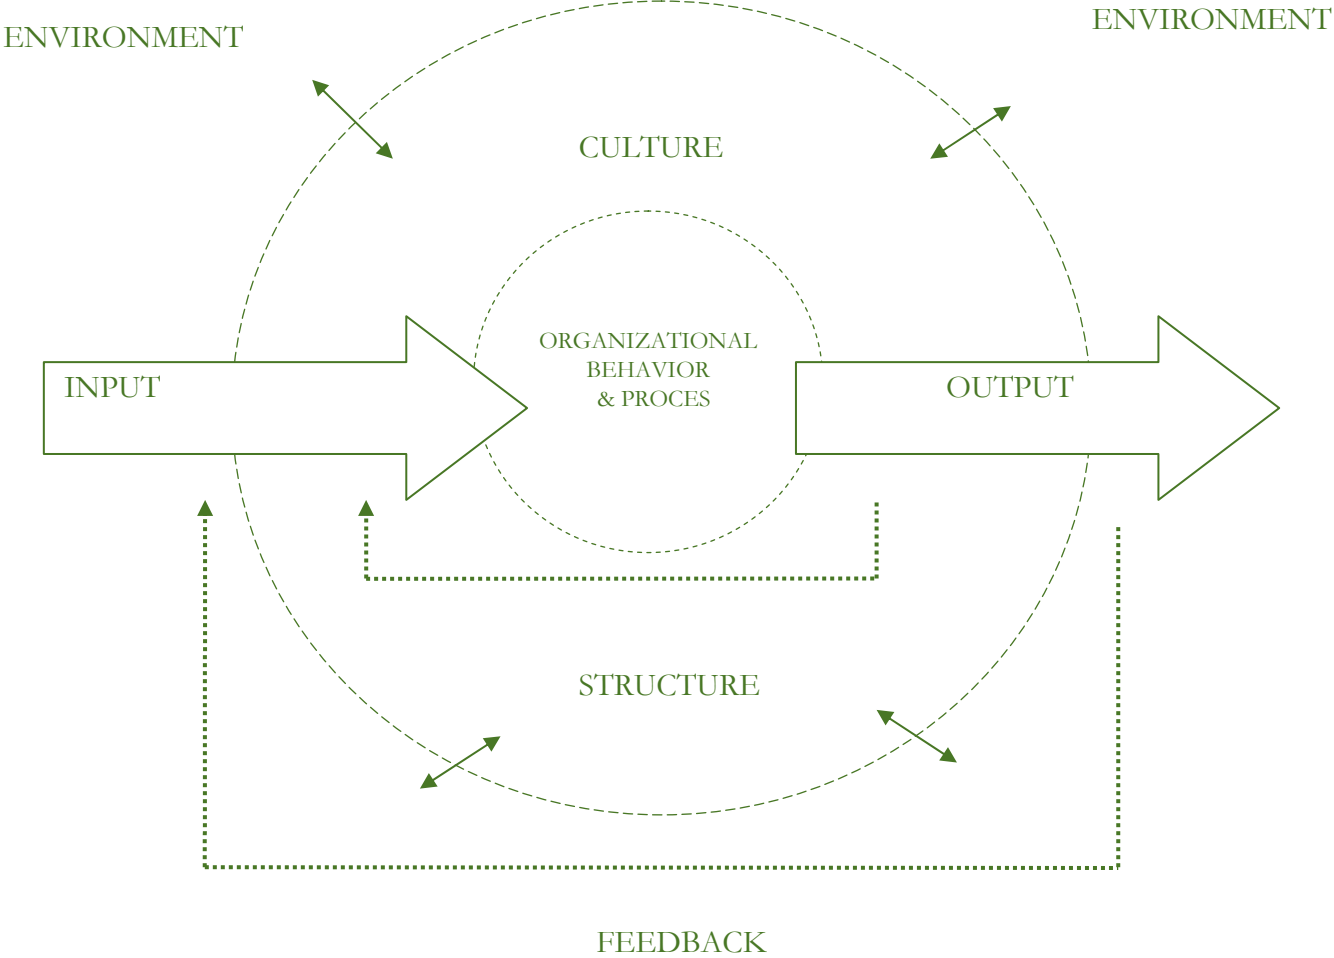 ENVIRONMENT
ENVIRONMENT
CULTURE
ORGANIZATIONAL
BEHAVIOR
& PROCES
INPUT
OUTPUT
STRUCTURE
FEEDBACK